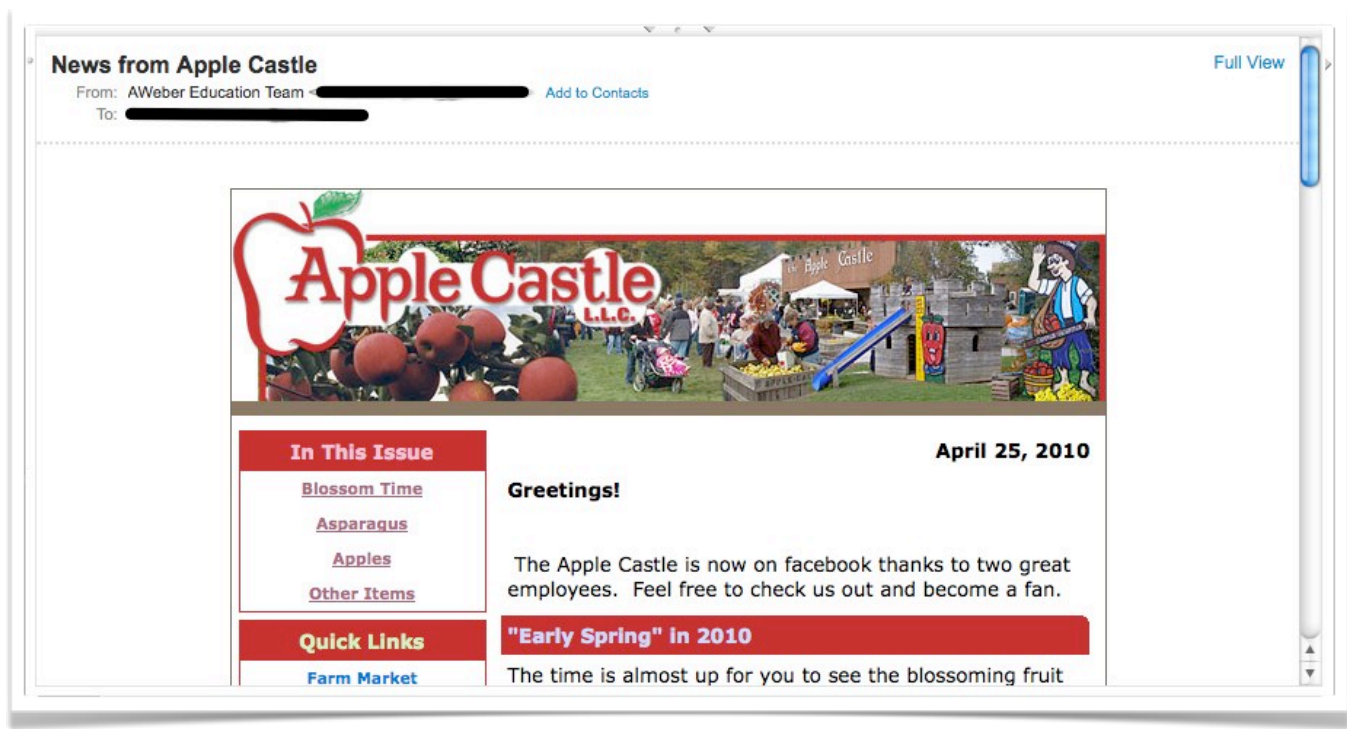 News from Apple Castle
Full View
From: AWeber Education Team <
Add to Contacts
To:
Apple Castle
L.L.C.
the Apple Castle
In This Issue
Blossom Time
Asparagus
Apples
Other Items
Quick Links
Farm Market
April 25, 2010
Greetings!
The Apple Castle is now on facebook thanks to two great
employees. Feel free to check us out and become a fan.
"Early Spring" in 2010
The time is almost up for you to see the blossoming fruit